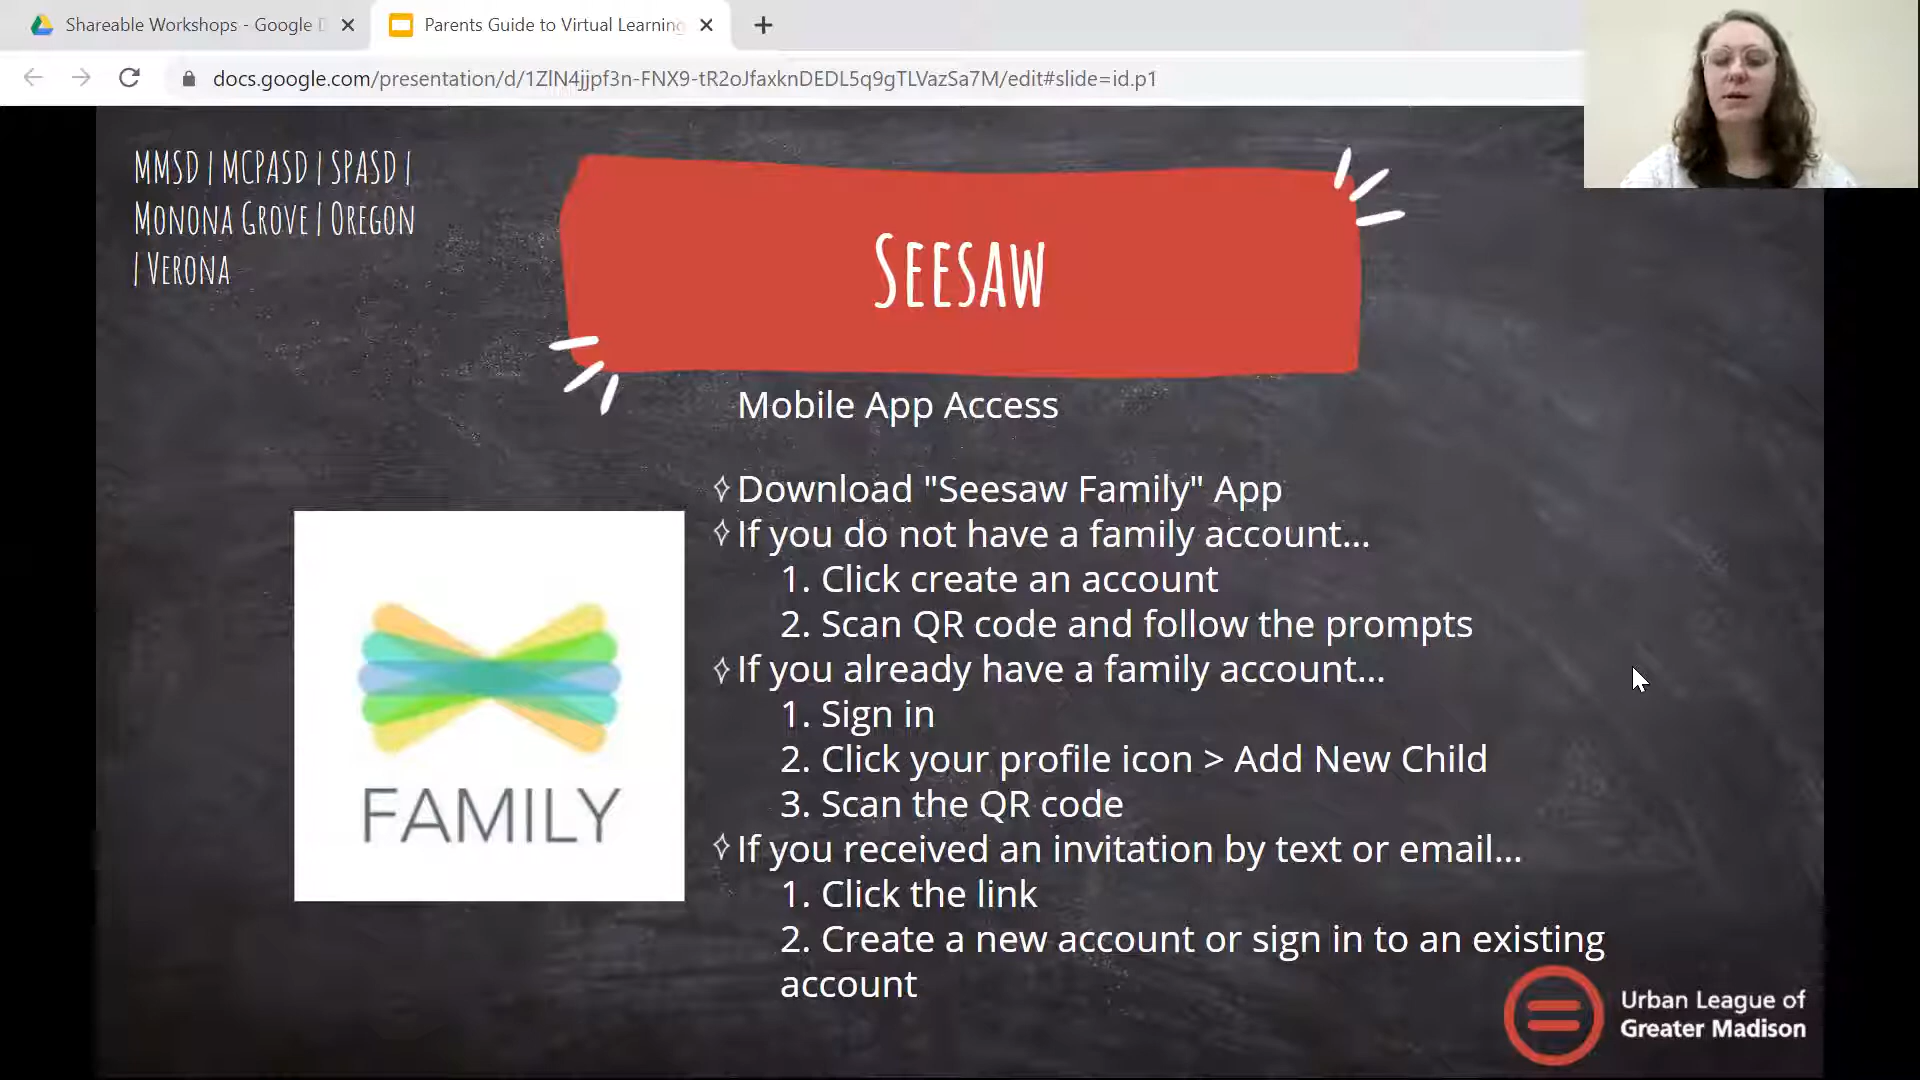 Shareable Workshops - Google D
Parents Guide to Virtual Learning
docs.google.com/presentation/d/1ZlN4jjpf3n-FNX9-tR2oJfaxknDEDL5q9gTLVazSa7M/edit#slide=id.p1
MMSD | MCPASD | SPASD |
Monona Grove | Oregon
| Verona
Seesaw
Mobile App Access
Download "Seesaw Family" App
If you do not have a family account...
1. Click create an account
2. Scan QR code and follow the prompts
If you already have a family account...
1. Sign in
2. Click your profile icon > Add New Child
3. Scan the QR code
If you received an invitation by text or email...
1. Click the link
2. Create a new account or sign in to an existing
account
FAMILY
Urban League of
Greater Madison